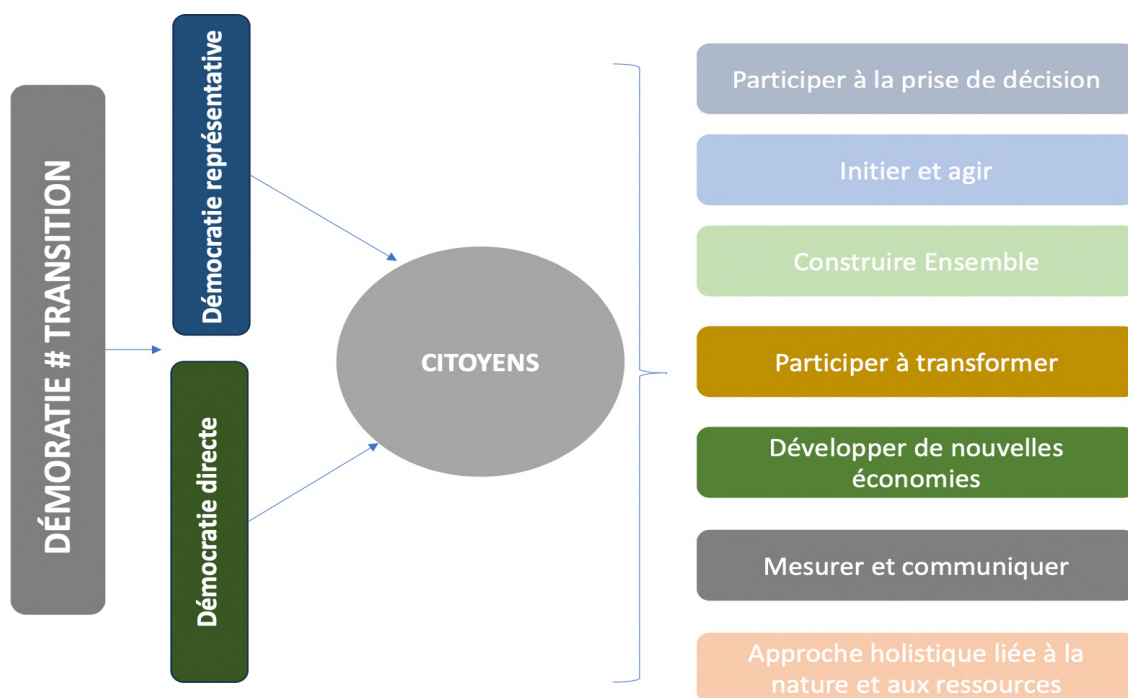 DÉMORATIE # TRANSITION
Démocratie représentative
Démocratie directe
CITOYENS
Participer à la prise de décision
Initier et agir
Construire Ensemble
Participer à transformer
Développer de nouvelles
économies
Mesurer et communiquer
Approche holistique liée à la
nature et aux ressources